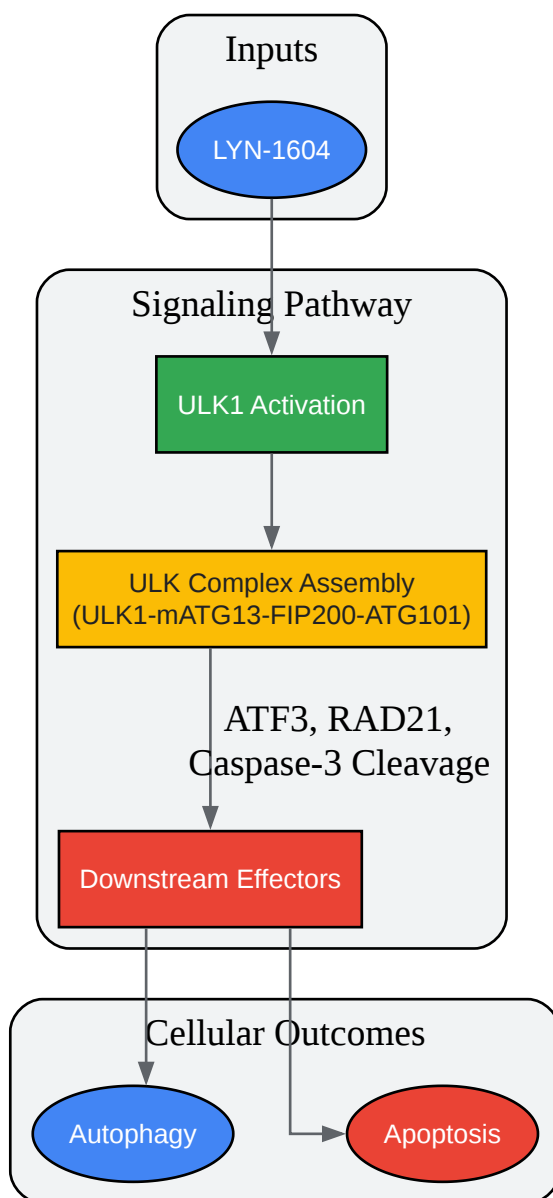 Inputs
LYN-1604
Signaling Pathway
ULK1 Activation
ULK Complex Assembly
(ULK1-mATG13-FIP200-ATG101)
ATF3, RAD21,
Caspase-3 Cleavage
Downstream Effectors
Cellular Outcomes
Autophagy
Apoptosis